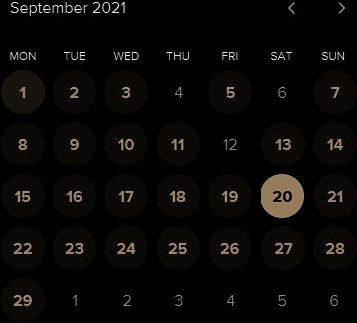 September 2021
MON TUE WED THU FRI SAT SUN
1 2 3 4 5 6 7
8 9 10 11 12 13 14
15 16 17 18 19 20 21
22 23 24 25 26 27 28
29 1 2 3 4 5 6